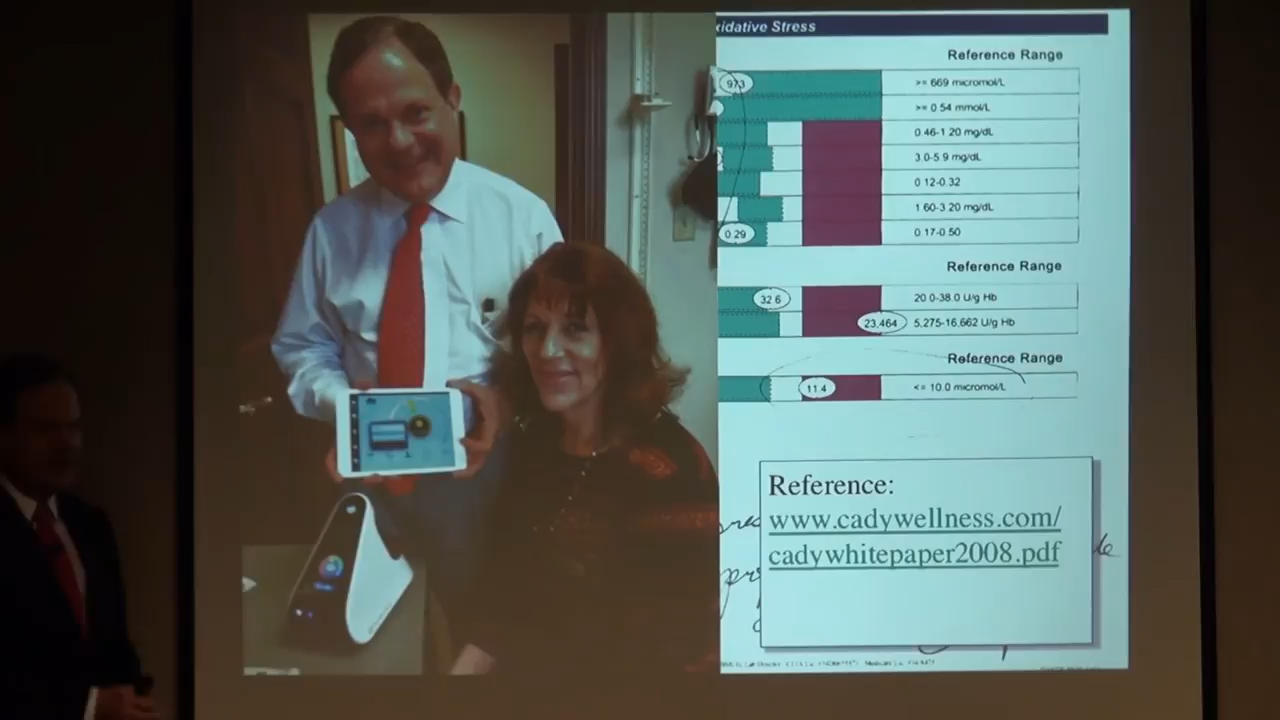 xidative Stress
Reference Range
973 >= 669 micromol/L
>= 0.54 mmol/L
0.46-1.20 mg/dL
3.0-5.9 mg/dL
0.12-0.32
1.60-3.20 mg/dL
0.29 0.17-0.50
Reference Range
32.6 20.0-38.0 U/g Hb
23.464 5.275-16.662 U/g Hb
Reference Range
11.4 <= 10.0 micromol/L
Reference:
www.cadywellness.com/
cadywhitepaper2008.pdf